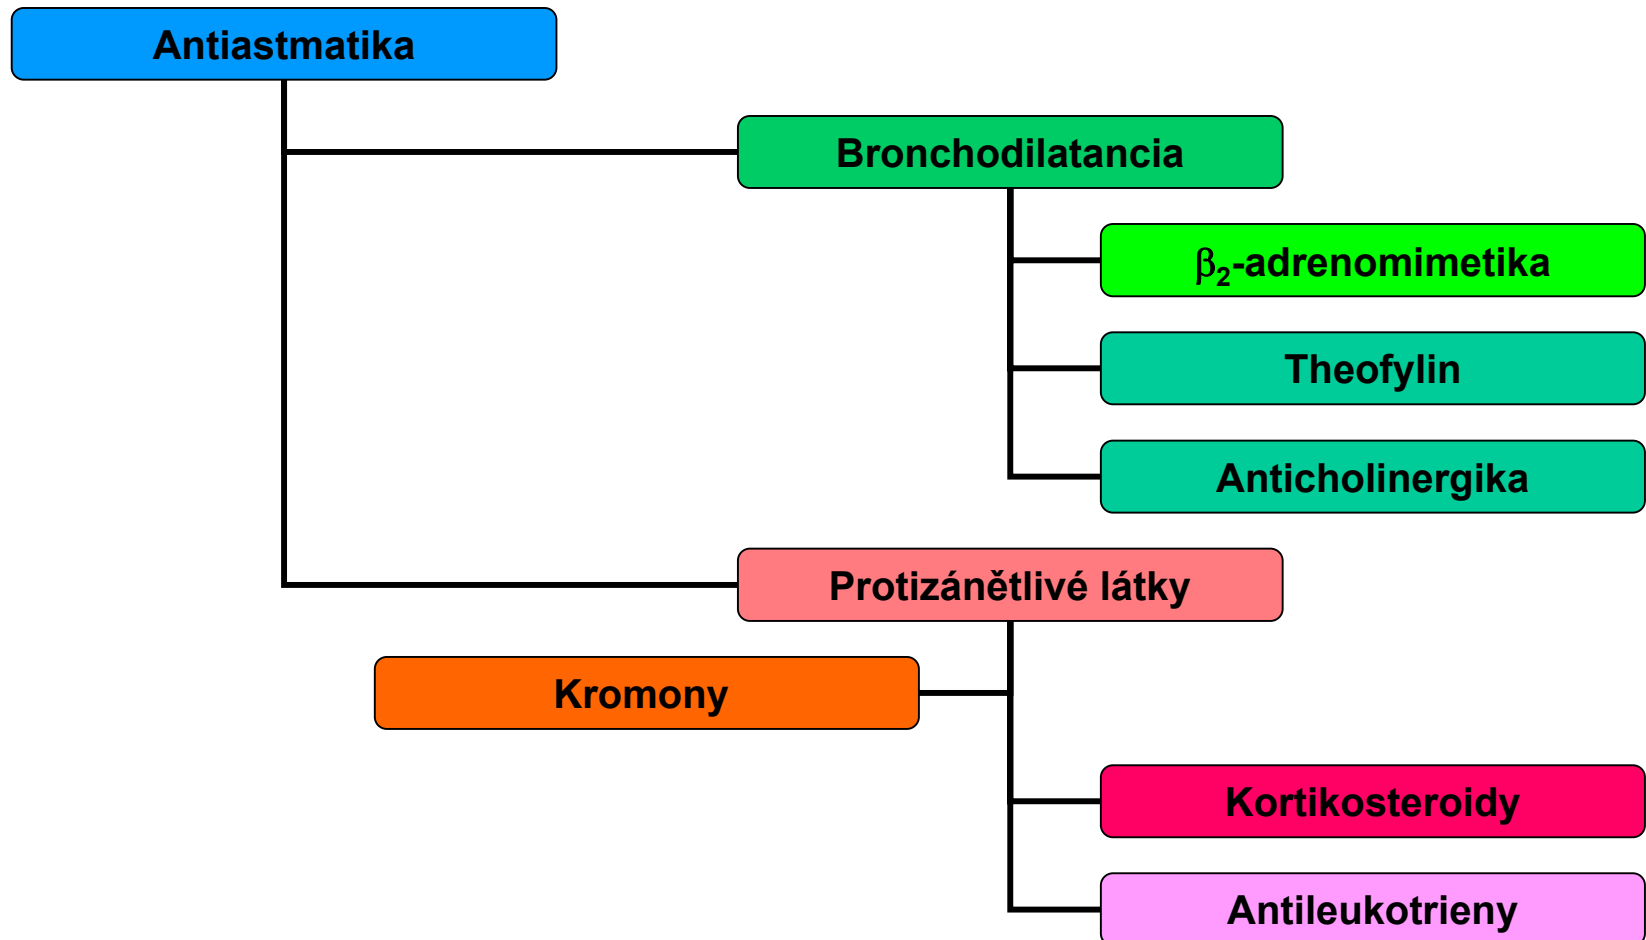 Antiastmatika
Bronchodilatancia
β₂-adrenomimetika
Theofylin
Anticholinergika
Protizánětlivé látky
Kromony
Kortikosteroidy
Antileukotrieny